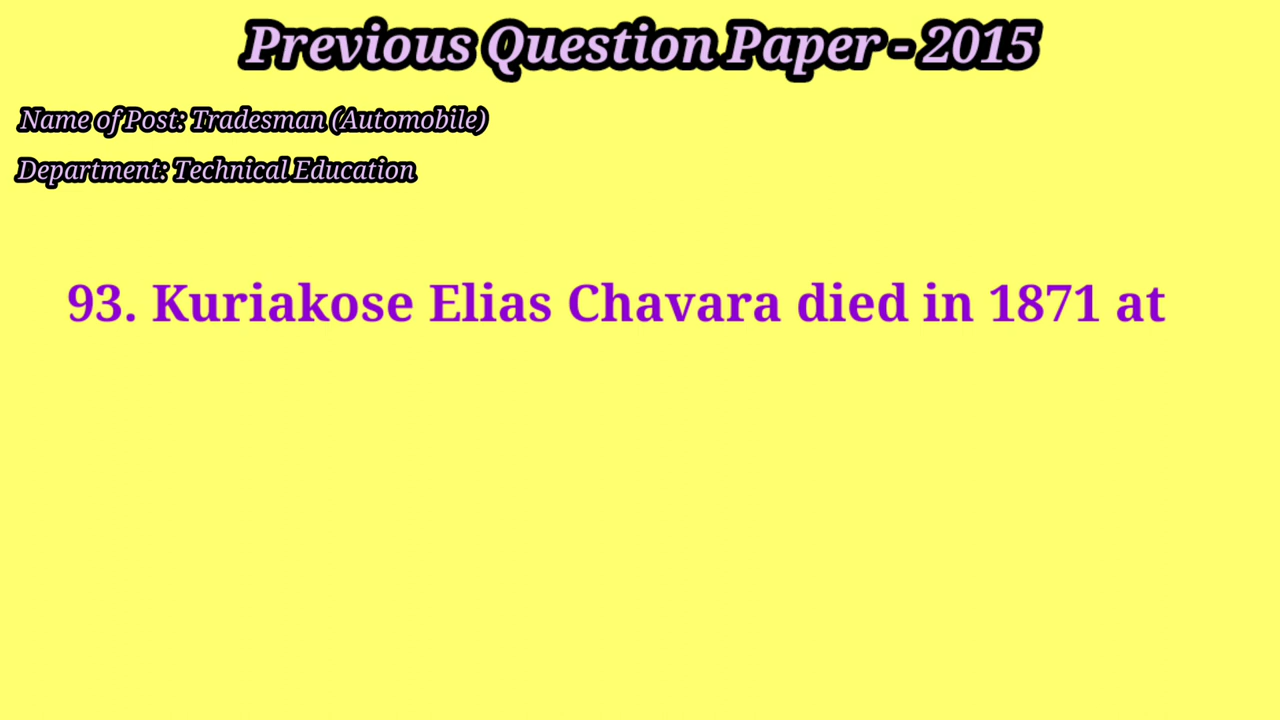 Previous Question Paper - 2015
Name of Post: Tradesman (Automobile)
Department: Technical Education
93. Kuriakose Elias Chavara died in 1871 at